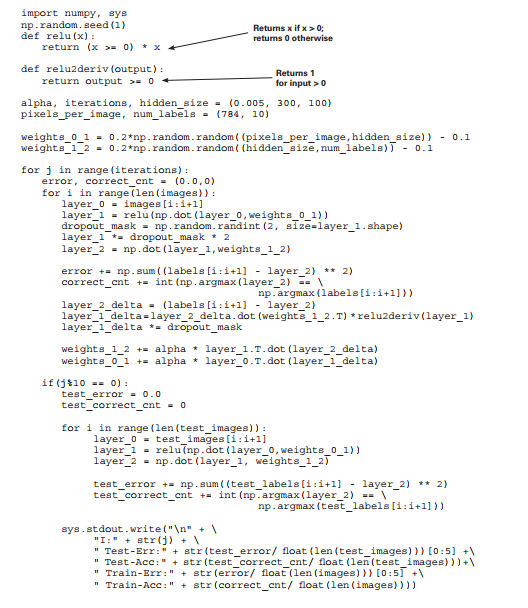 import numpy, sys
np.random.seed(1)
def relu(x):
    return (x >= 0) * x
Returns x if x > 0;
returns 0 otherwise
def relu2deriv(output):
    return output >= 0
Returns 1
for input > 0
alpha, iterations, hidden_size = (0.005, 300, 100)
pixels_per_image, num_labels = (784, 10)
weights_0_1 = 0.2*np.random.random((pixels_per_image,hidden_size)) - 0.1
weights_1_2 = 0.2*np.random.random((hidden_size,num_labels)) - 0.1
for j in range(iterations):
    error, correct_cnt = (0.0,0)
    for i in range(len(images)):
        layer_0 = images[i:i+1]
        layer_1 = relu(np.dot(layer_0,weights_0_1))
        dropout_mask = np.random.randint(2, size=layer_1.shape)
        layer_1 *= dropout_mask * 2
        layer_2 = np.dot(layer_1,weights_1_2)
        error += np.sum((labels[i:i+1] - layer_2) ** 2)
        correct_cnt += int(np.argmax(layer_2) == \
                                        np.argmax(labels[i:i+1]))
        layer_2_delta = (labels[i:i+1] - layer_2)
        layer_1_delta=layer_2_delta.dot(weights_1_2.T)*relu2deriv(layer_1)
        layer_1_delta *= dropout_mask
        weights_1_2 += alpha * layer_1.T.dot(layer_2_delta)
        weights_0_1 += alpha * layer_0.T.dot(layer_1_delta)
    if(j%10 == 0):
        test_error = 0.0
        test_correct_cnt = 0
        for i in range(len(test_images)):
            layer_0 = test_images[i:i+1]
            layer_1 = relu(np.dot(layer_0,weights_0_1))
            layer_2 = np.dot(layer_1, weights_1_2)
            test_error += np.sum((test_labels[i:i+1] - layer_2) ** 2)
            test_correct_cnt += int(np.argmax(layer_2) == \
                                        np.argmax(test_labels[i:i+1]))
        sys.stdout.write("\n" + \
            "I:" + str(j) + \
            " Test-Err:" + str(test_error/ float(len(test_images)))[0:5] +\
            " Test-Acc:" + str(test_correct_cnt/ float(len(test_images)))+\
            " Train-Err:" + str(error/ float(len(images)))[0:5] +\
            " Train-Acc:" + str(correct_cnt/ float(len(images))))